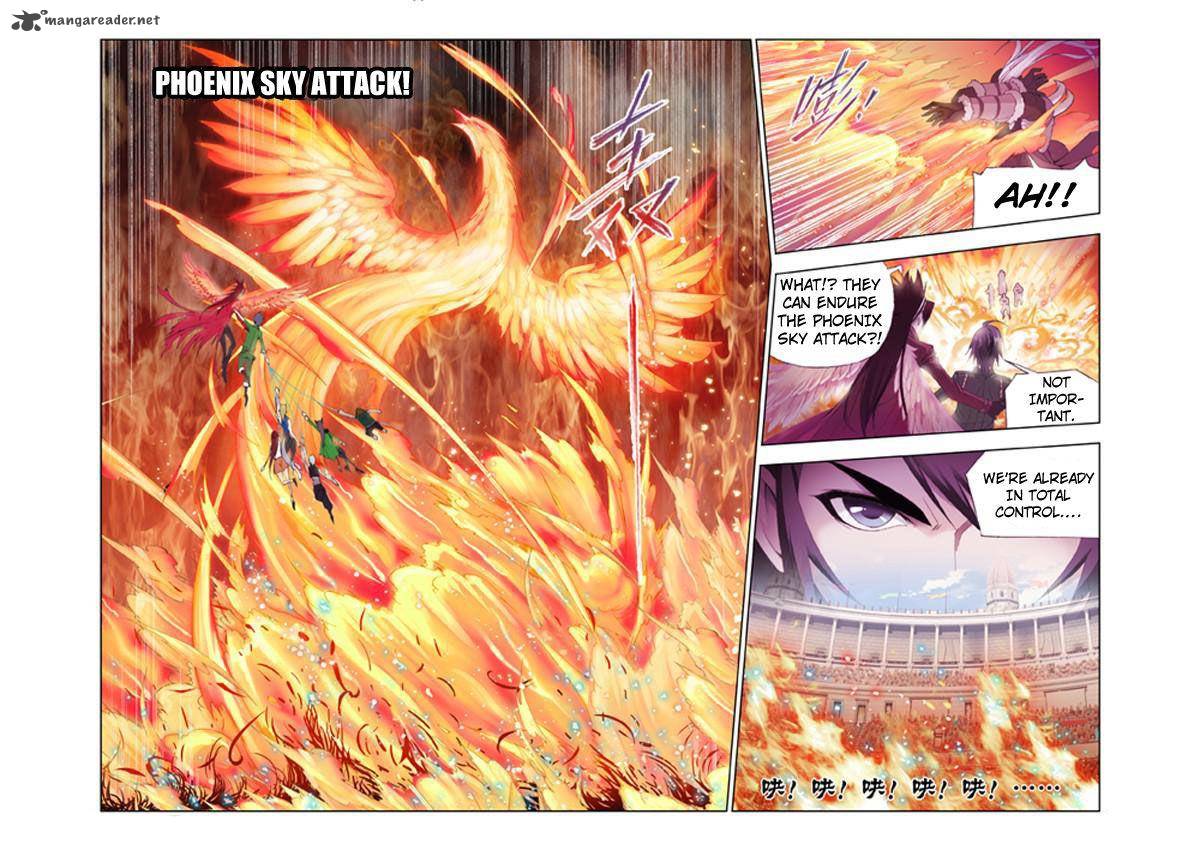 mangareader.net
PHOENIX SKY ATTACK!
轰
嘭!
AH!!
WHAT!? THEY
CAN ENDURE
THE PHOENIX
SKY ATTACK?!
NOT
IMPOR-
TANT.
WE'RE ALREADY
IN TOTAL
CONTROL....
哄! 哄! 哄! 哄! 哄! ······